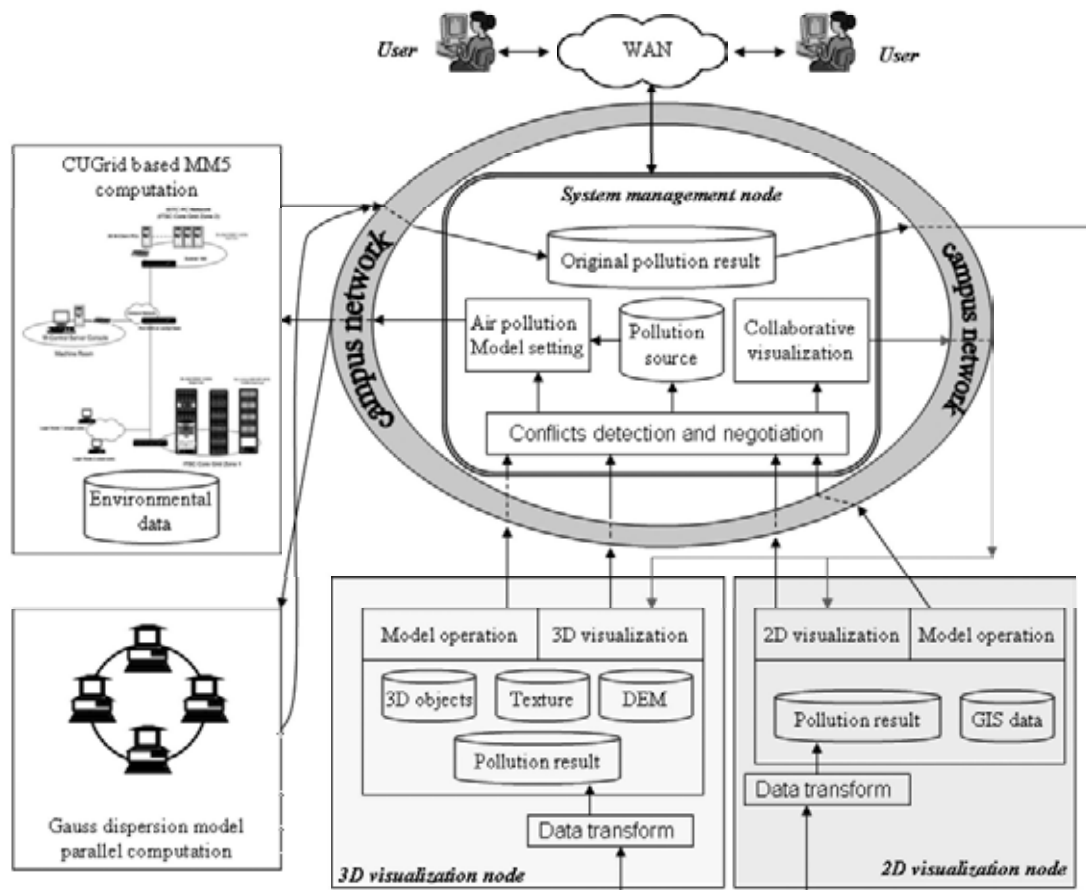 User
WAN
User
CUGrid based MM5
computation
Machine Room
System management node
Original pollution result
campus network
campus network
Air pollution
Model setting
Pollution
source
Collaborative
visualization
Conflicts detection and negotiation
Environmental
data
Model operation
3D visualization
2D visualization
Model operation
3D objects
Texture
DEM
Pollution result
GIS data
Pollution result
Data transform
Data transform
Gauss dispersion model
parallel computation
3D visualization node
2D visualization node